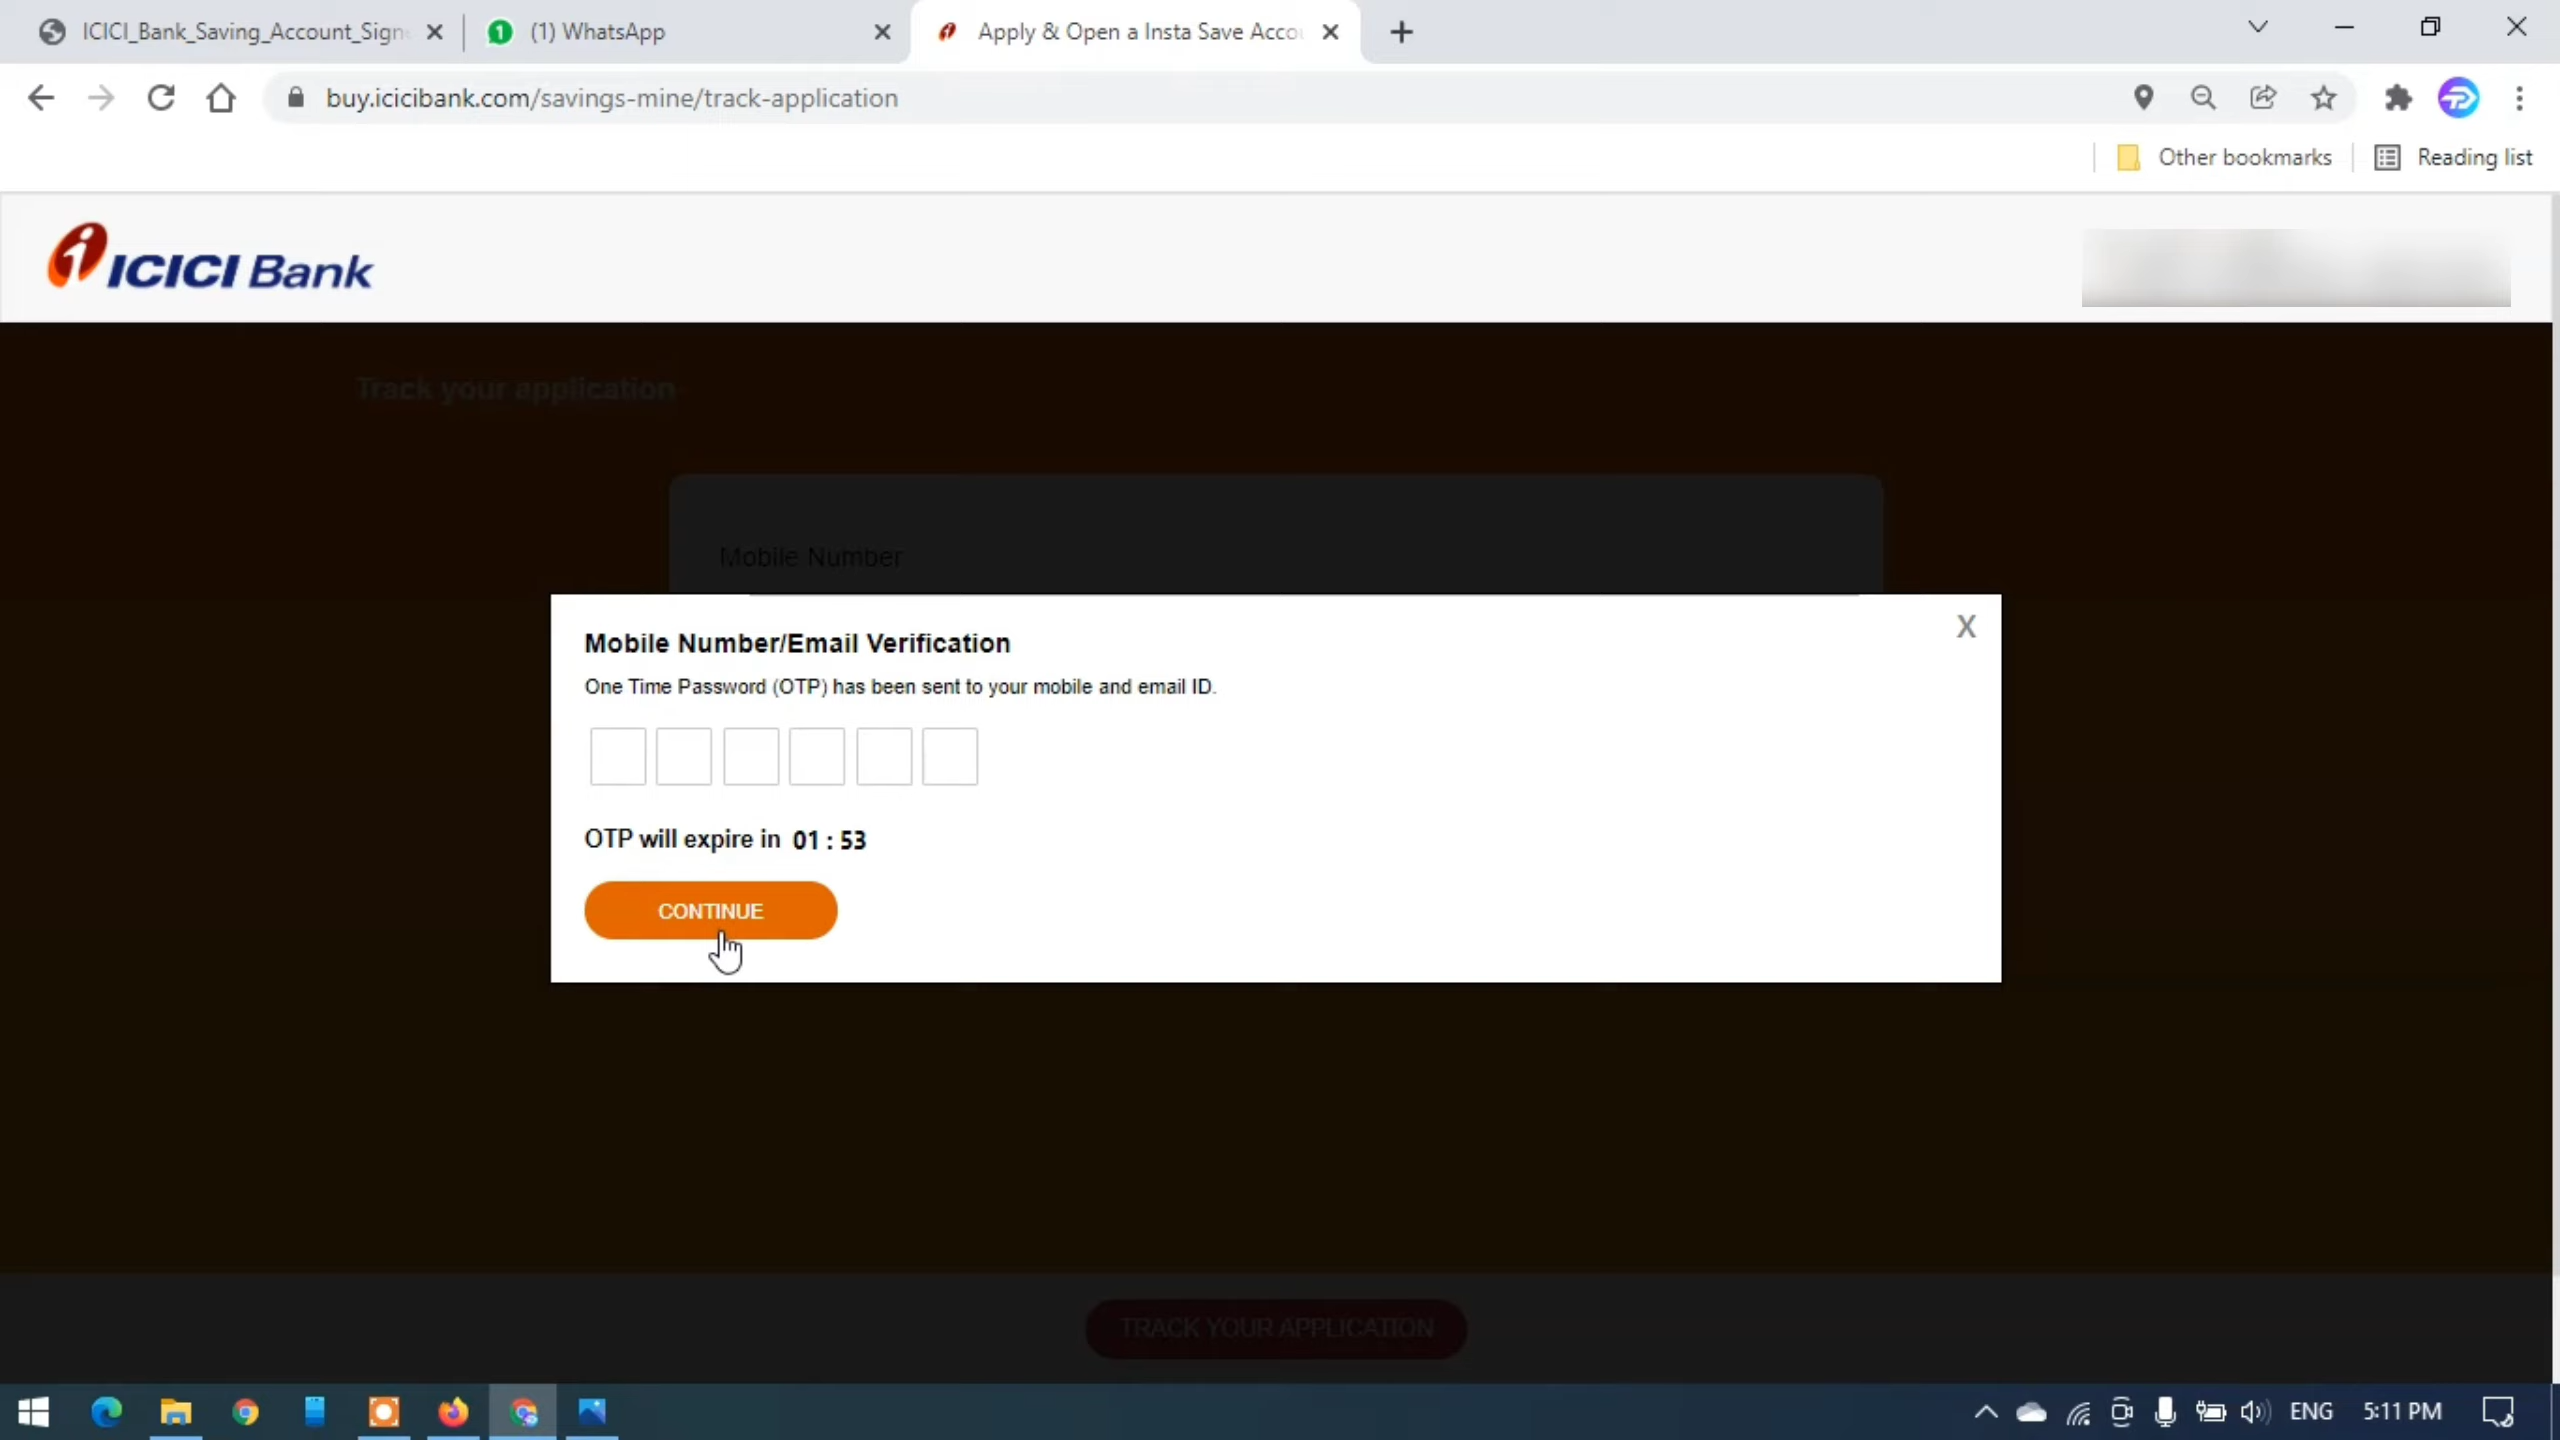 ICICI_Bank_Saving_Account_Sign
(1) WhatsApp
Apply & Open a Insta Save Acco
buy.icicibank.com/savings-mine/track-application
Other bookmarks
Reading list
ICICI Bank
Track your application
Mobile Number
X
Mobile Number/Email Verification
One Time Password (OTP) has been sent to your mobile and email ID.
OTP will expire in 01 : 53
CONTINUE
TRACK YOUR APPLICATION
ENG
5:11 PM